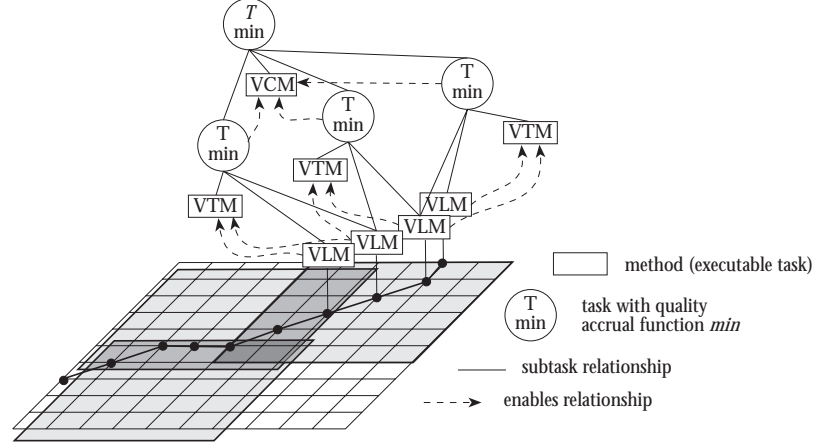 T
min
VCM
T
min
T
min
T
min
VTM
VTM
VTM
VLM
VLM
VLM
VLM
method (executable task)
T
min
task with quality
accrual function min
subtask relationship
enables relationship